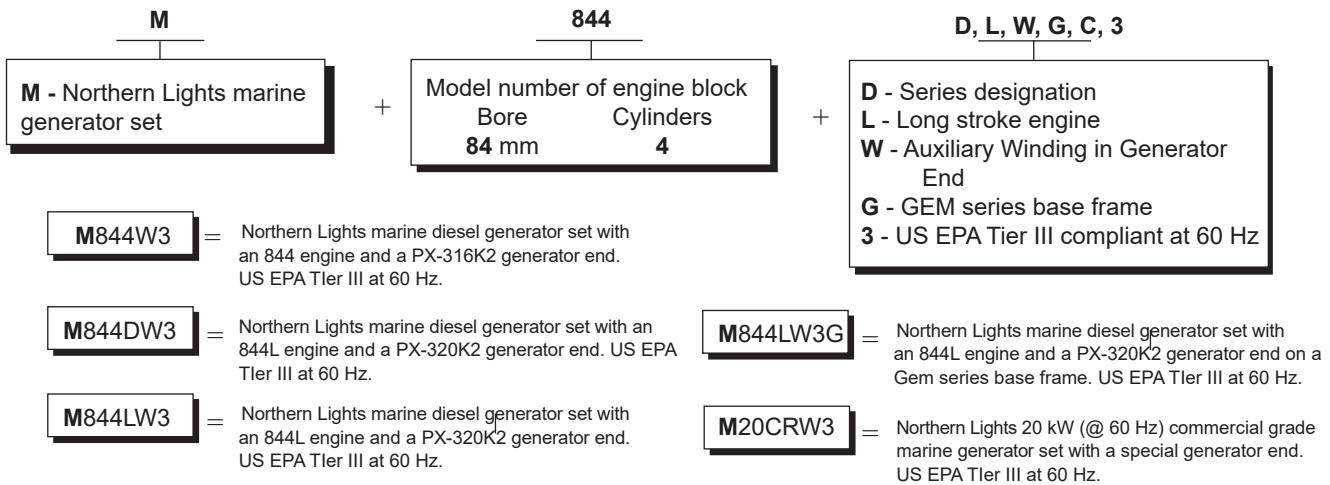 M
844
D, L, W, G, C, 3
M - Northern Lights marine
generator set
+
Model number of engine block
Bore Cylinders
84 mm 4
+
D - Series designation
L - Long stroke engine
W - Auxiliary Winding in Generator
End
G - GEM series base frame
3 - US EPA Tier III compliant at 60 Hz
M844W3 = Northern Lights marine diesel generator set with
an 844 engine and a PX-316K2 generator end.
US EPA TIer III at 60 Hz.
M844DW3 = Northern Lights marine diesel generator set with an
844L engine and a PX-320K2 generator end. US EPA
TIer III at 60 Hz.
M844LW3 = Northern Lights marine diesel generator set with
an 844L engine and a PX-320K2 generator end.
US EPA TIer III at 60 Hz.
M844LW3G = Northern Lights marine diesel generator set with
an 844L engine and a PX-320K2 generator end on a
Gem series base frame. US EPA TIer III at 60 Hz.
M20CRW3 = Northern Lights 20 kW (@ 60 Hz) commercial grade
marine generator set with a special generator end.
US EPA TIer III at 60 Hz.